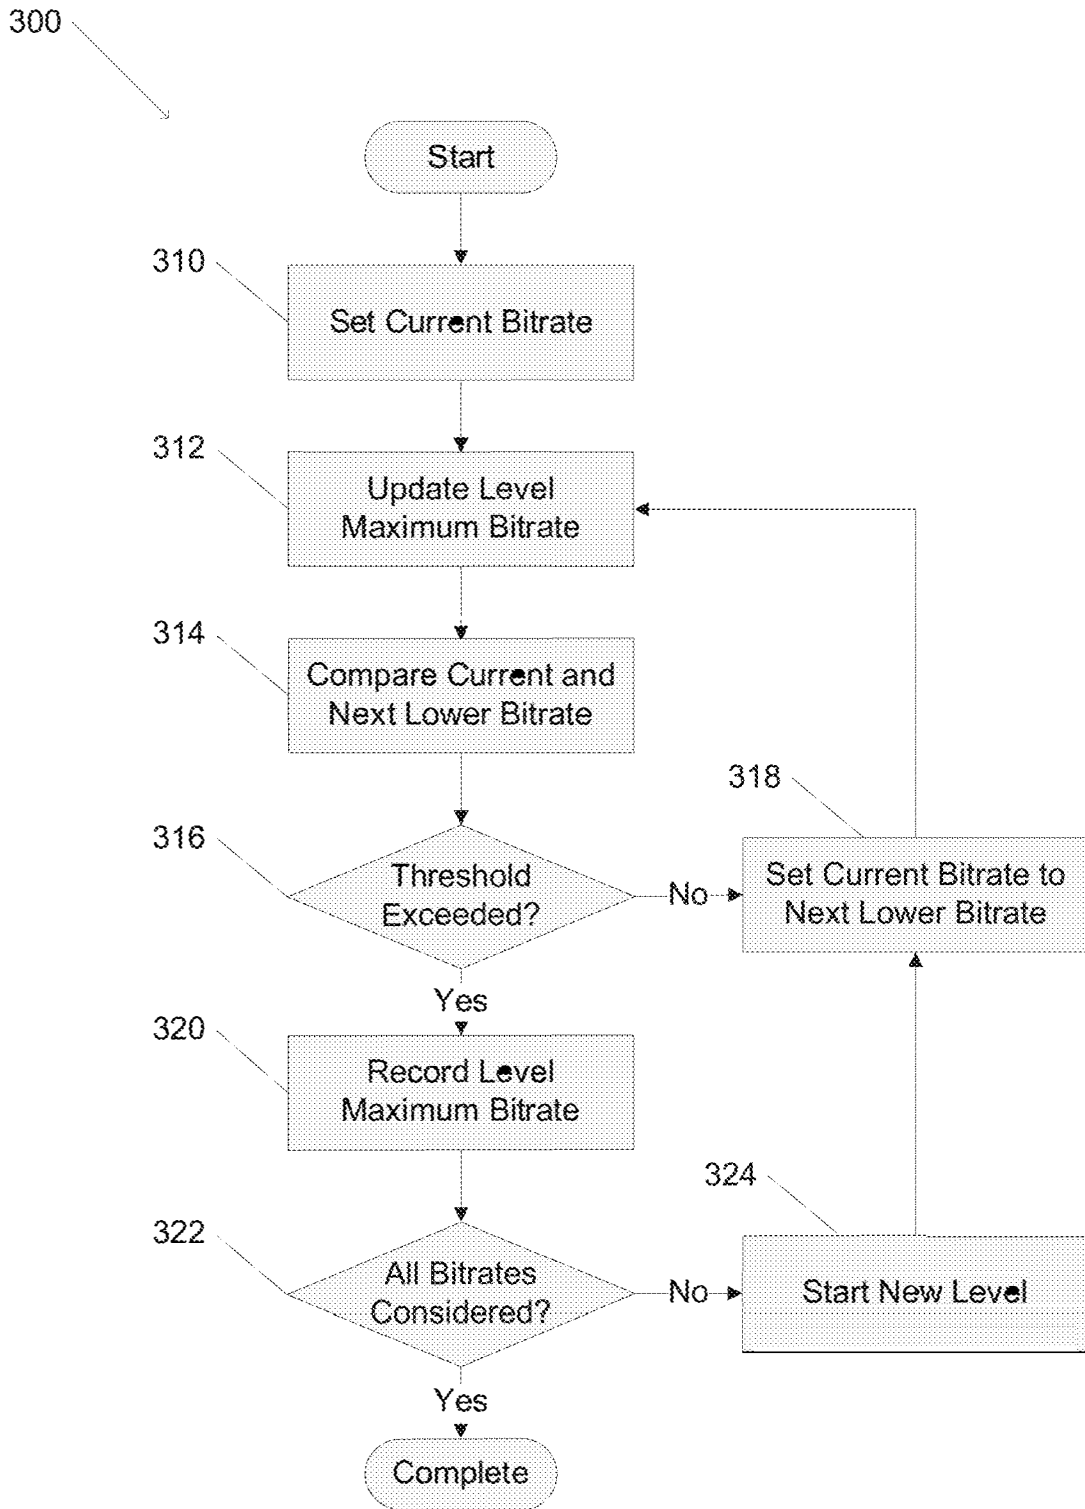 300
Start
310
Set Current Bitrate
312
Update Level
Maximum Bitrate
314
Compare Current and
Next Lower Bitrate
318
316
Threshold
Exceeded?
No
Set Current Bitrate to
Next Lower Bitrate
Yes
320
Record Level
Maximum Bitrate
324
322
All Bitrates
Considered?
No
Start New Level
Yes
Complete